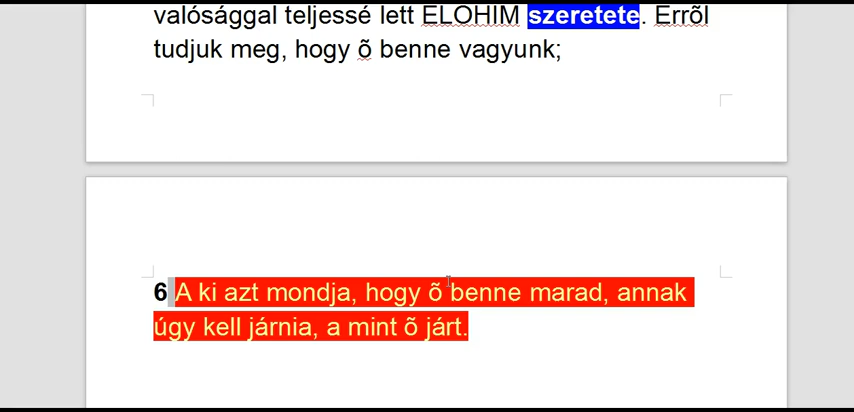 valósággal teljessé lett ELOHIM szeretete. Errõl
tudjuk meg, hogy õ benne vagyunk;
6 A ki azt mondja, hogy õ benne marad, annak
úgy kell járnia, a mint õ járt.